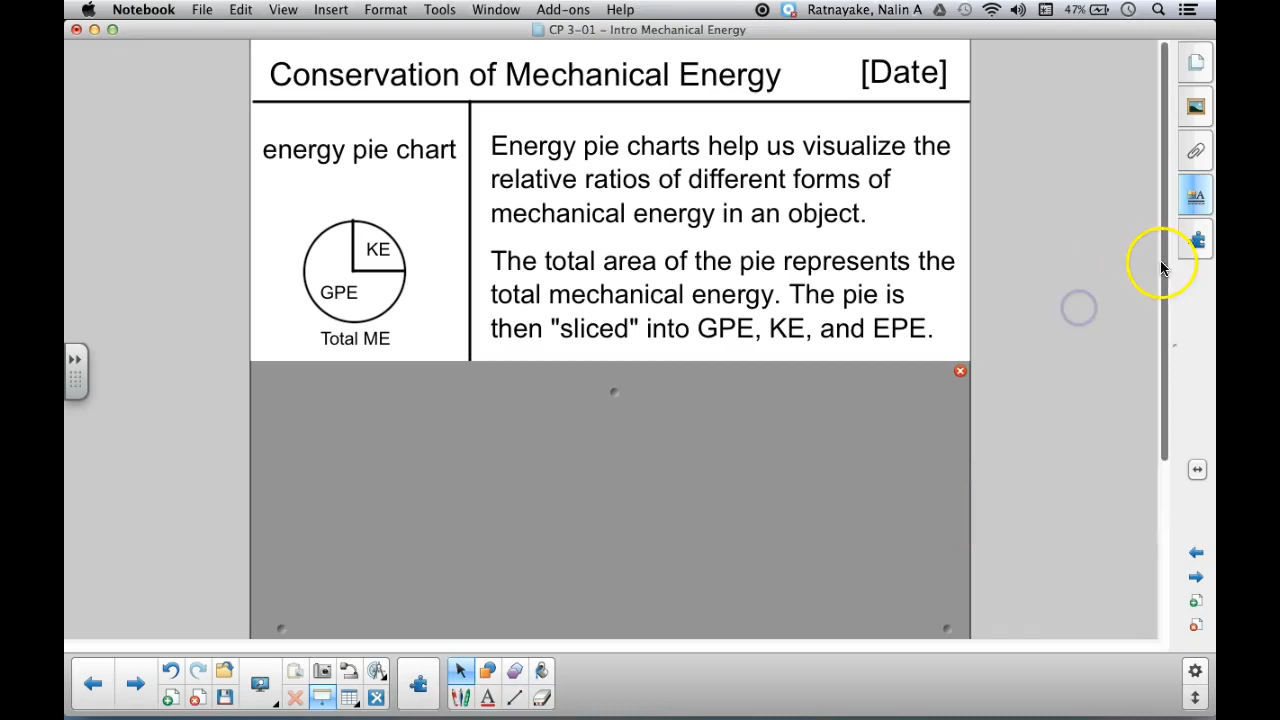 Notebook File Edit View Insert Format Tools Window Add-ons Help Ratnayake, Nalin A 47%
CP 3-01 - Intro Mechanical Energy
Conservation of Mechanical Energy [Date]
energy pie chart
KE
GPE
Total ME
Energy pie charts help us visualize the
relative ratios of different forms of
mechanical energy in an object.
The total area of the pie represents the
total mechanical energy. The pie is
then "sliced" into GPE, KE, and EPE.